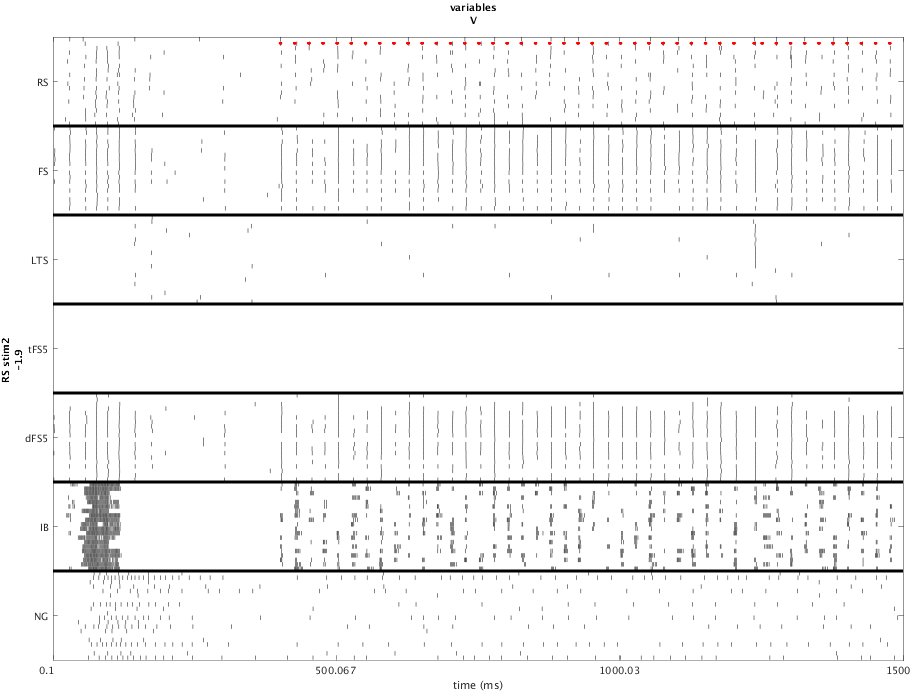 variables
V
RS
FS
LTS
tFS5
dFS5
IB
NG
RS stim2
-1.9
0.1
500.067
1000.03
1500
time (ms)